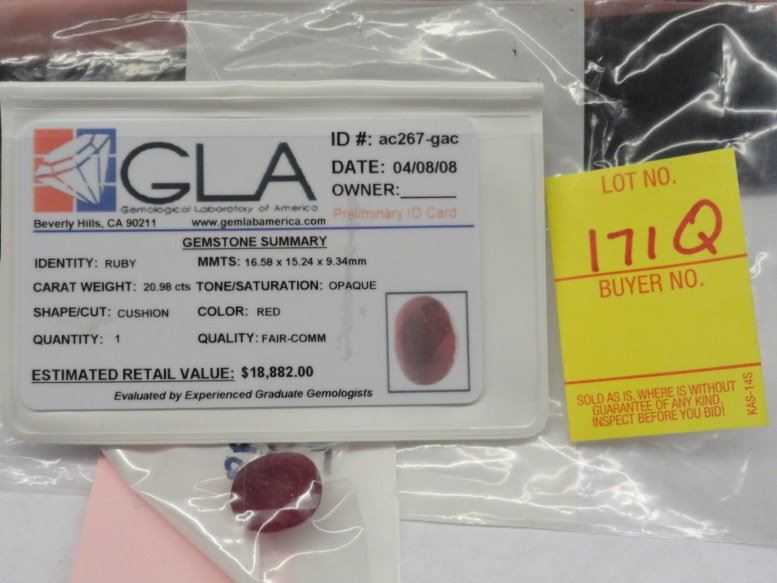 GLA
Gemological Laboratory of America
Beverly Hills, CA 90211 www.gemlabamerica.com
ID #: ac267-gac
DATE: 04/08/08
OWNER:______
Preliminary ID Card
GEMSTONE SUMMARY
IDENTITY: RUBY MMTS: 16.58 x 15.24 x 9.34mm
CARAT WEIGHT: 20.98 cts TONE/SATURATION: OPAQUE
SHAPE/CUT: CUSHION COLOR: RED
QUANTITY: 1 QUALITY: FAIR-COMM
ESTIMATED RETAIL VALUE: $18,882.00
Evaluated by Experienced Graduate Gemologists
LOT NO.
171Q
BUYER NO.
SOLD AS IS, WHERE IS WITHOUT
GUARANTEE OF ANY KIND.
INSPECT BEFORE YOU BID!
KAS-14S